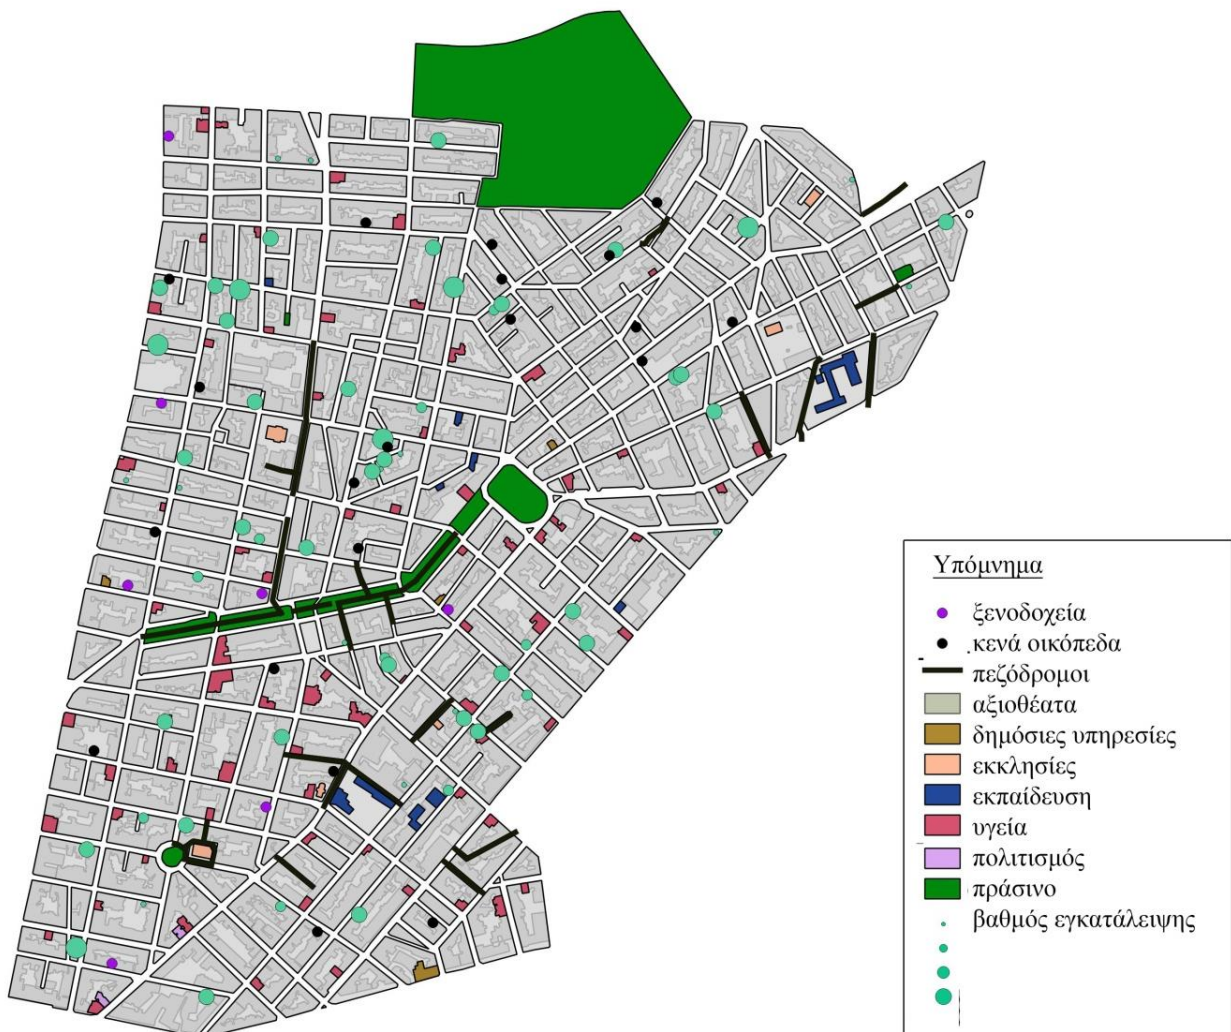 Υπόμνημα
ξενοδοχεία
κενά οικόπεδα
πεζόδρομοι
αξιοθέατα
δημόσιες υπηρεσίες
εκκλησίες
εκπαίδευση
υγεία
πολιτισμός
πράσινο
βαθμός εγκατάλειψης